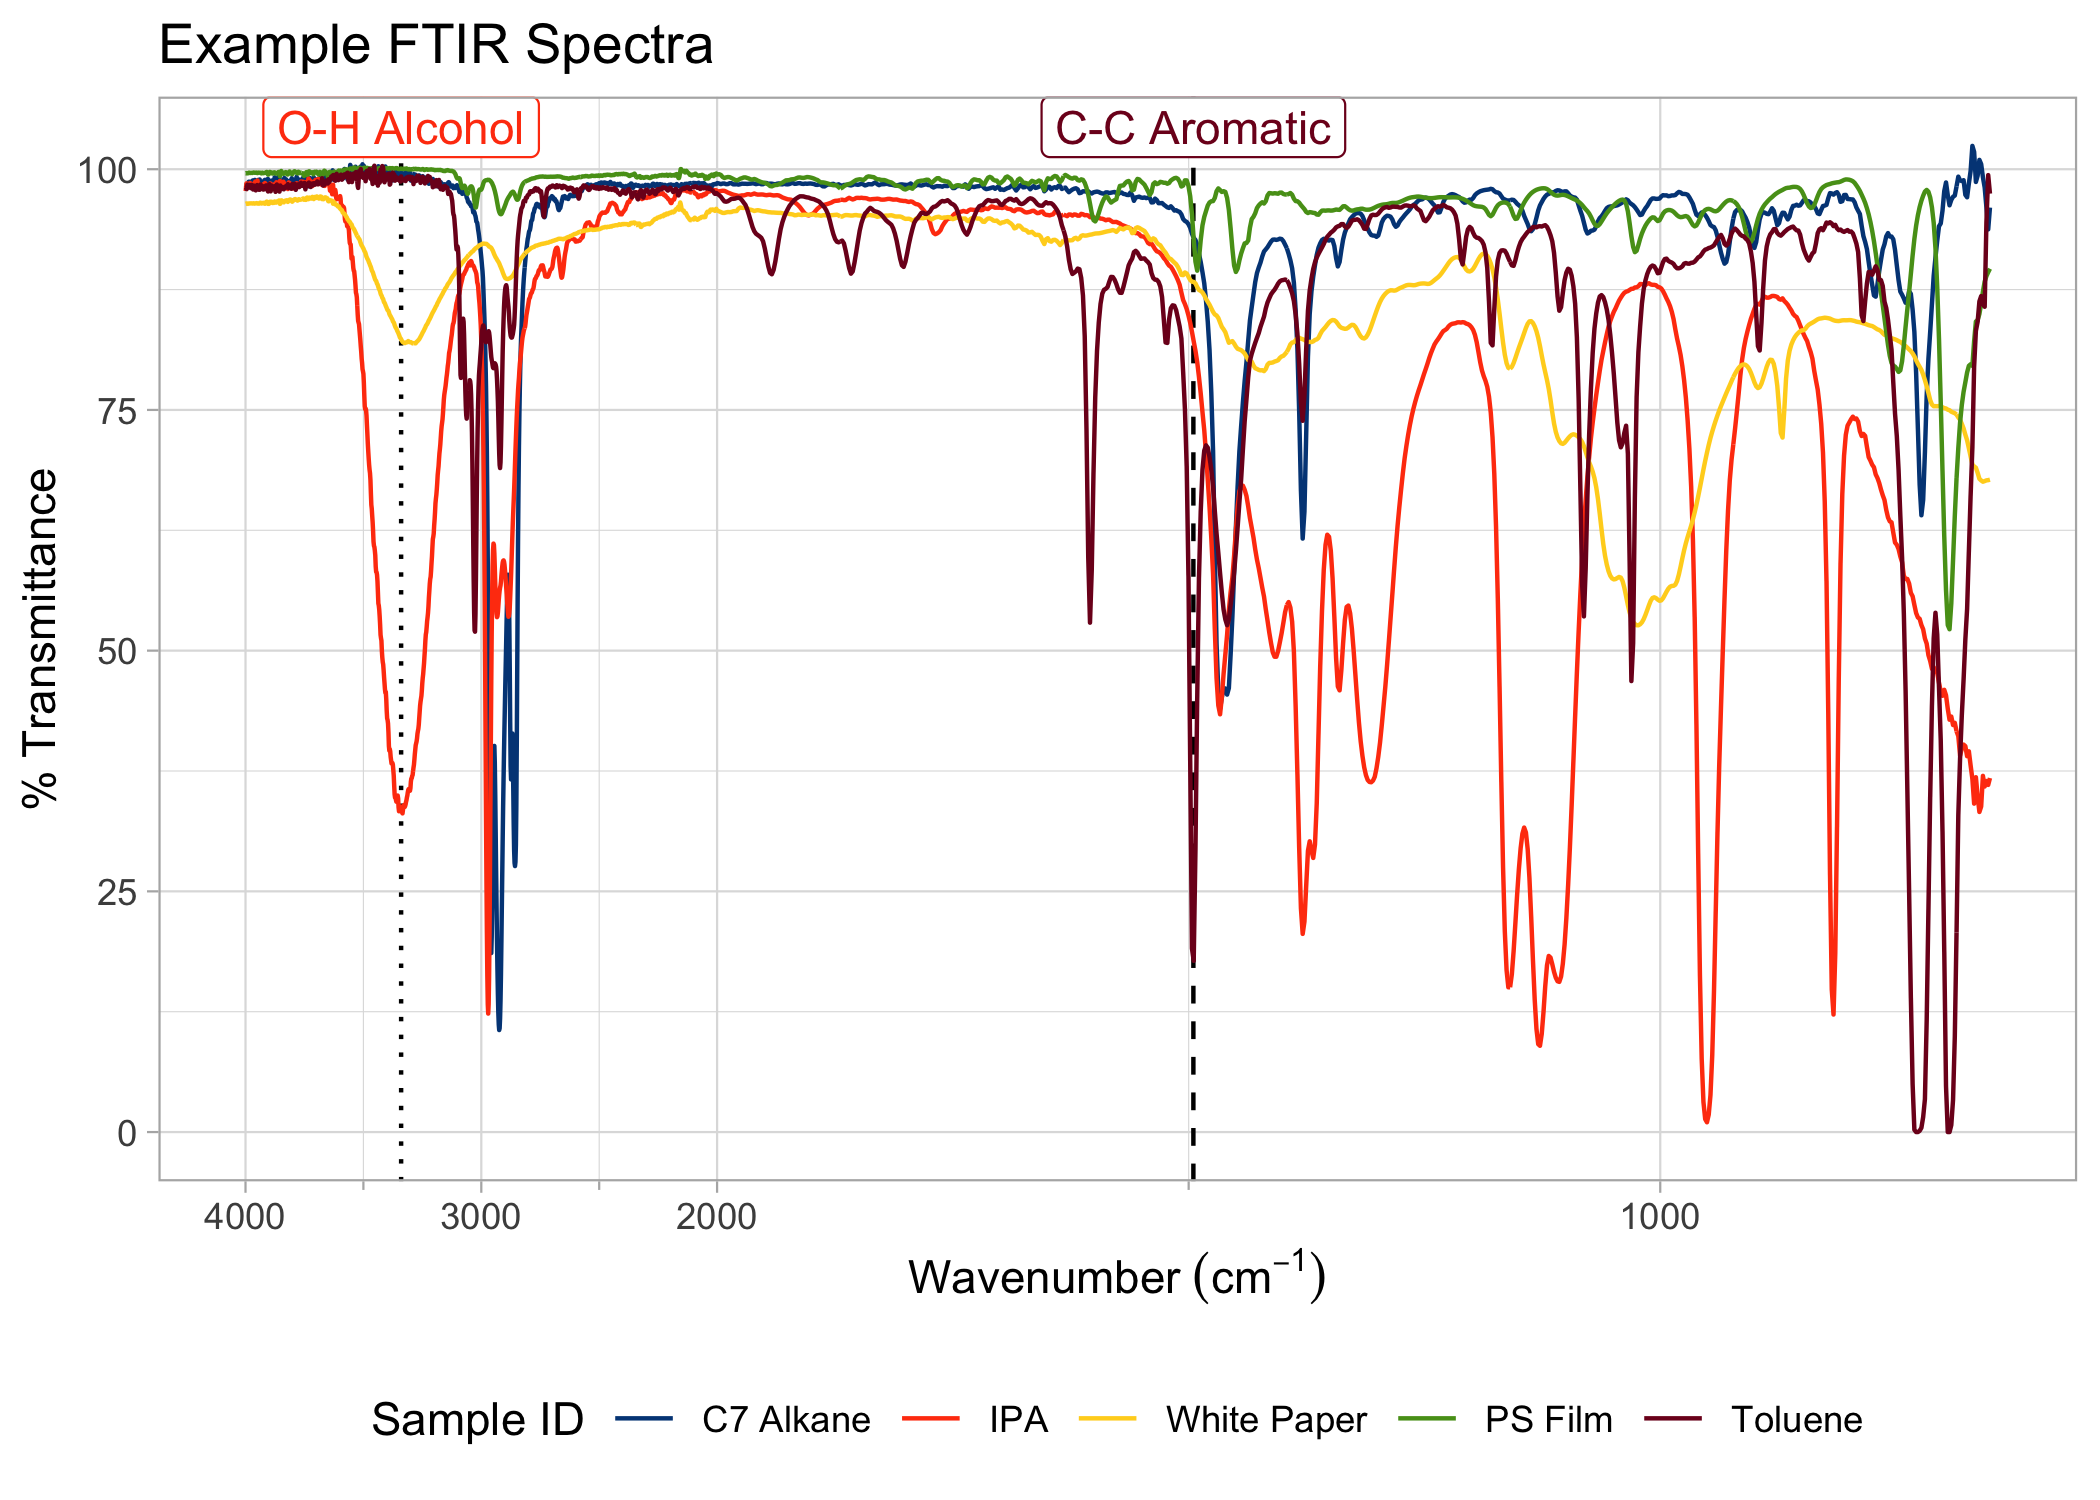 Example FTIR Spectra
O-H Alcohol
C-C Aromatic
100
75
50
25
0
% Transmittance
4000 3000 2000 1000
Wavenumber (cm⁻¹)
Sample ID C7 Alkane IPA White Paper PS Film Toluene